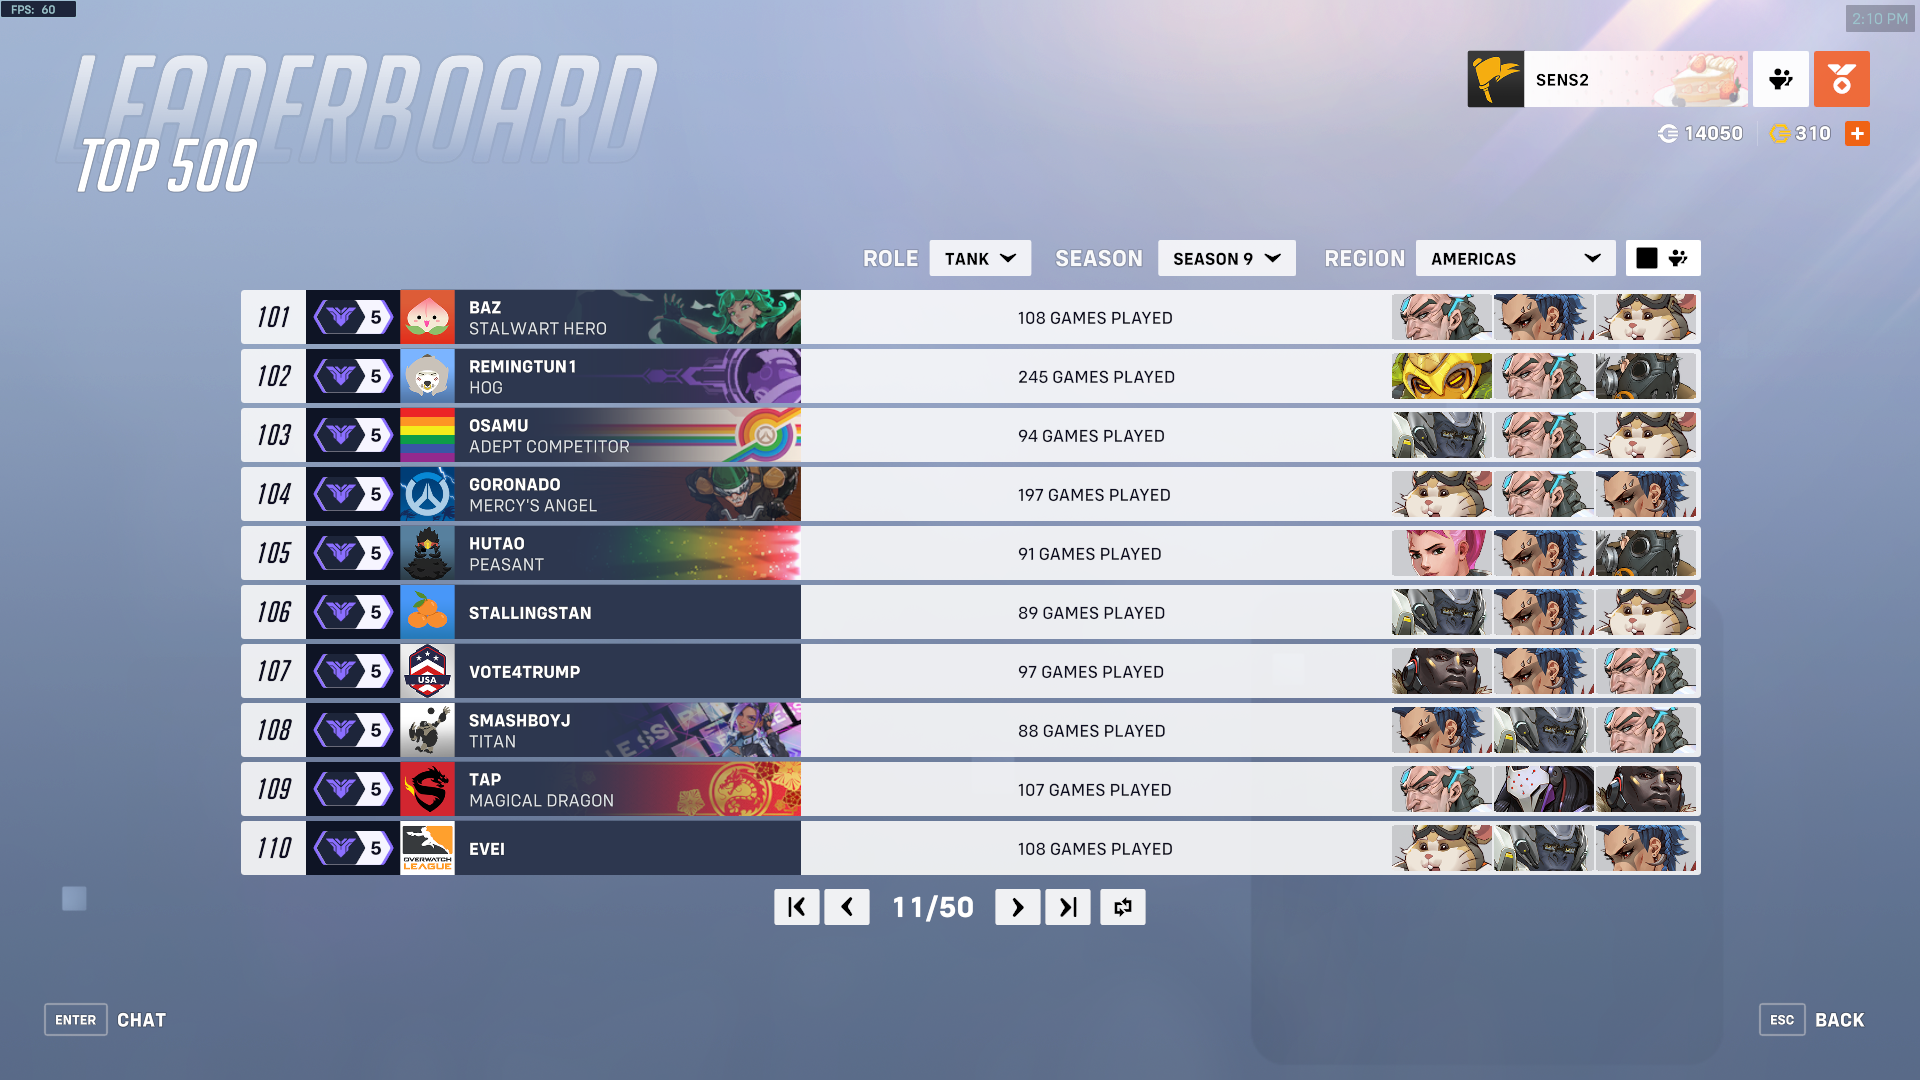 FPS: 60
2:10 PM
LEADERBOARD
TOP 500
SENS2
14050
310
ROLE TANK SEASON SEASON 9 REGION AMERICAS
101 5 BAZ STALWART HERO 108 GAMES PLAYED
102 5 REMINGTUN1 HOG 245 GAMES PLAYED
103 5 OSAMU ADEPT COMPETITOR 94 GAMES PLAYED
104 5 GORONADO MERCY'S ANGEL 197 GAMES PLAYED
105 5 HUTAO PEASANT 91 GAMES PLAYED
106 5 STALLINGSTAN 89 GAMES PLAYED
107 5 USA VOTE4TRUMP 97 GAMES PLAYED
108 5 SMASHBOYJ TITAN 88 GAMES PLAYED
109 5 TAP MAGICAL DRAGON 107 GAMES PLAYED
110 5 OVERWATCH LEAGUE EVEI 108 GAMES PLAYED
11/50
ENTER CHAT
ESC BACK